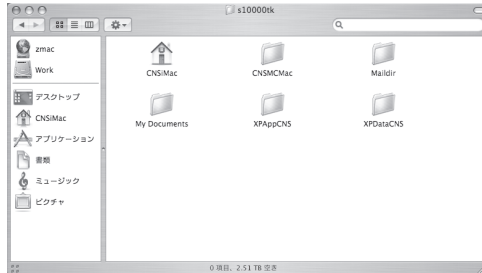 s10000tk
zmac
Work
デスクトップ
CNSiMac
アプリケーション
書類
ミュージック
ピクチャ
CNSiMac
CNSMCMac
Maildir
My Documents
XPAppCNS
XPDataCNS
0 項目、2.51 TB 空き